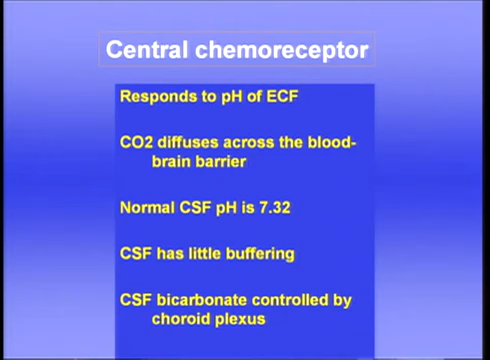 Central chemoreceptor
Responds to pH of ECF
CO2 diffuses across the blood-
brain barrier
Normal CSF pH is 7.32
CSF has little buffering
CSF bicarbonate controlled by
choroid plexus